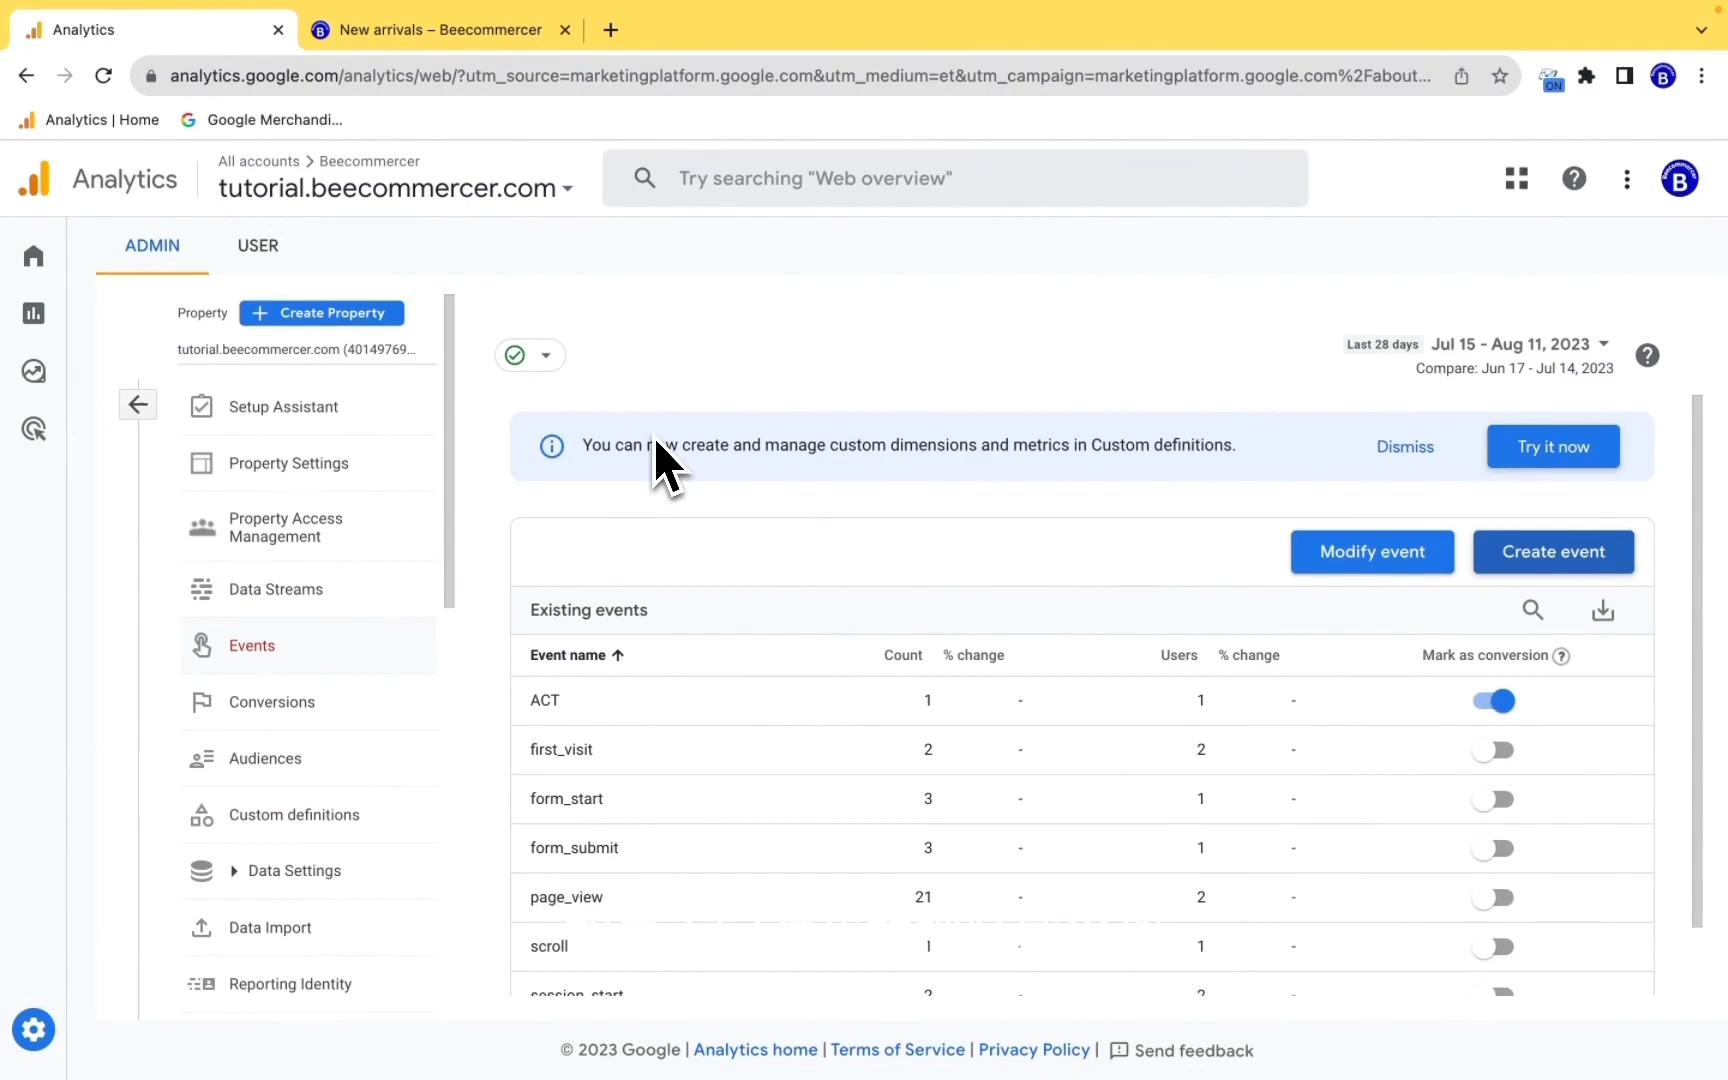 Analytics
New arrivals – Beecommercer
analytics.google.com/analytics/web/?utm_source=marketingplatform.google.com&utm_medium=et&utm_campaign=marketingplatform.google.com%2Fabout...
ON
B
Analytics | Home
Google Merchandi...
Analytics
All accounts > Beecommercer
tutorial.beecommercer.com
Try searching "Web overview"
B
ADMIN
USER
Property
+ Create Property
tutorial.beecommercer.com (40149769...
Setup Assistant
Property Settings
Property Access
Management
Data Streams
Events
Conversions
Audiences
Custom definitions
Data Settings
Data Import
Reporting Identity
Last 28 days
Jul 15 - Aug 11, 2023
Compare: Jun 17 - Jul 14, 2023
You can create and manage custom dimensions and metrics in Custom definitions.
Dismiss
Try it now
Modify event
Create event
Existing events
Event name ↑ Count % change Users % change Mark as conversion ?
ACT 1 - 1 -
first_visit 2 - 2 -
form_start 3 - 1 -
form_submit 3 - 1 -
page_view 21 - 2 -
scroll 1 - 1 -
session_start 2 - 2 -
© 2023 Google | Analytics home | Terms of Service | Privacy Policy | Send feedback